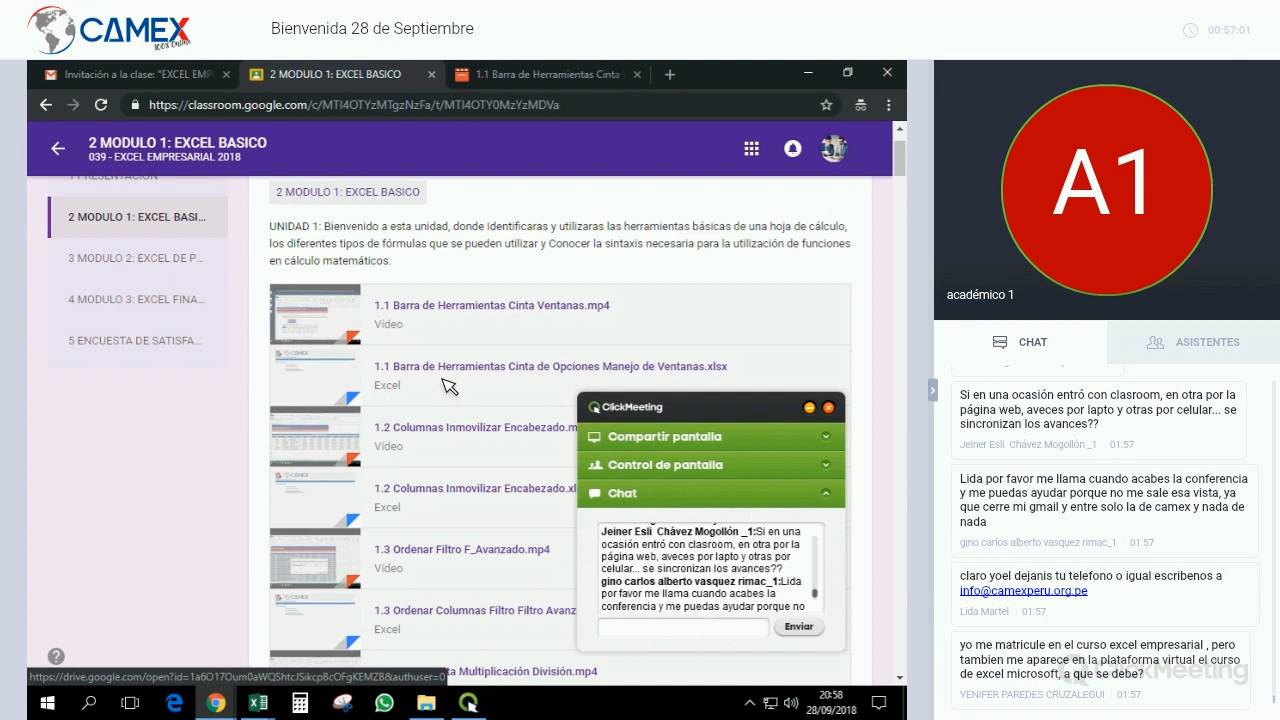 CAMEX
100% Online
Bienvenida 28 de Septiembre
00:57:01
Invitación a la clase: "EXCEL EMP
2 MODULO 1: EXCEL BASICO
1.1 Barra de Herramientas Cinta
https://classroom.google.com/c/MTI4OTYzMTgzNzFa/t/MTI4OTY0MzYzMDVa
2 MODULO 1: EXCEL BASICO
039 - EXCEL EMPRESARIAL 2018
1 PRESENTACION
2 MODULO 1: EXCEL BASI...
3 MODULO 2: EXCEL DE P...
4 MODULO 3: EXCEL FINA...
5 ENCUESTA DE SATISFA...
2 MODULO 1: EXCEL BASICO
UNIDAD 1: Bienvenido a esta unidad, donde Identificaras y utilizaras las herramientas básicas de una hoja de cálculo,
los diferentes tipos de fórmulas que se pueden utilizar y Conocer la sintaxis necesaria para la utilización de funciones
en cálculo matemáticos.
1.1 Barra de Herramientas Cinta Ventanas.mp4
Vídeo
1.1 Barra de Herramientas Cinta de Opciones Manejo de Ventanas.xlsx
Excel
1.2 Columnas Inmovilizar Encabezado.m
Vídeo
1.2 Columnas Inmovilizar Encabezado.xl
Excel
1.3 Ordenar Filtro F_Avanzado.mp4
Vídeo
1.3 Ordenar Columnas Filtro Filtro Avanz
Excel
ta Multiplicación División.mp4
https://drive.google.com/open?id=1a6O17Oum0aWQShtcJSikcpBcOFgKEMZB&authuser=0
ClickMeeting
Compartir pantalla
Control de pantalla
Chat
Jeiner Esli Chávez Mogollón _1:Si en una
ocasión entró con clasroom, en otra por la
página web, aveces por lapto y otras por
celular... se sincronizan los avances??
gino carlos alberto vasquez rimac_1:Lida
por favor me llama cuando acabes la
conferencia y me puedas ayudar porque no
Enviar
20:58
28/09/2018
A1
académico 1
CHAT
ASISTENTES
Si en una ocasión entró con clasroom, en otra por la
página web, aveces por lapto y otras por celular... se
sincronizan los avances??
Jeiner Esli Chávez Mogollón _1 01:57
Lida por favor me llama cuando acabes la conferencia
y me puedas ayudar porque no me sale esa vista, ya
que cerre mi gmail y entre solo la de camex y nada de
nada
gino carlos alberto vasquez rimac_1 01:57
claro yoel dejanis tu telefono o igual escribenos a
info@camexperu.org.pe
Lida Martel 01:57
yo me matricule en el curso excel empresarial , pero
tambien me aparece en la plataforma virtual el curso
de excel microsoft, a que se debe?
YENIFER PAREDES CRUZALEGUI 01:57
ClickMeeting